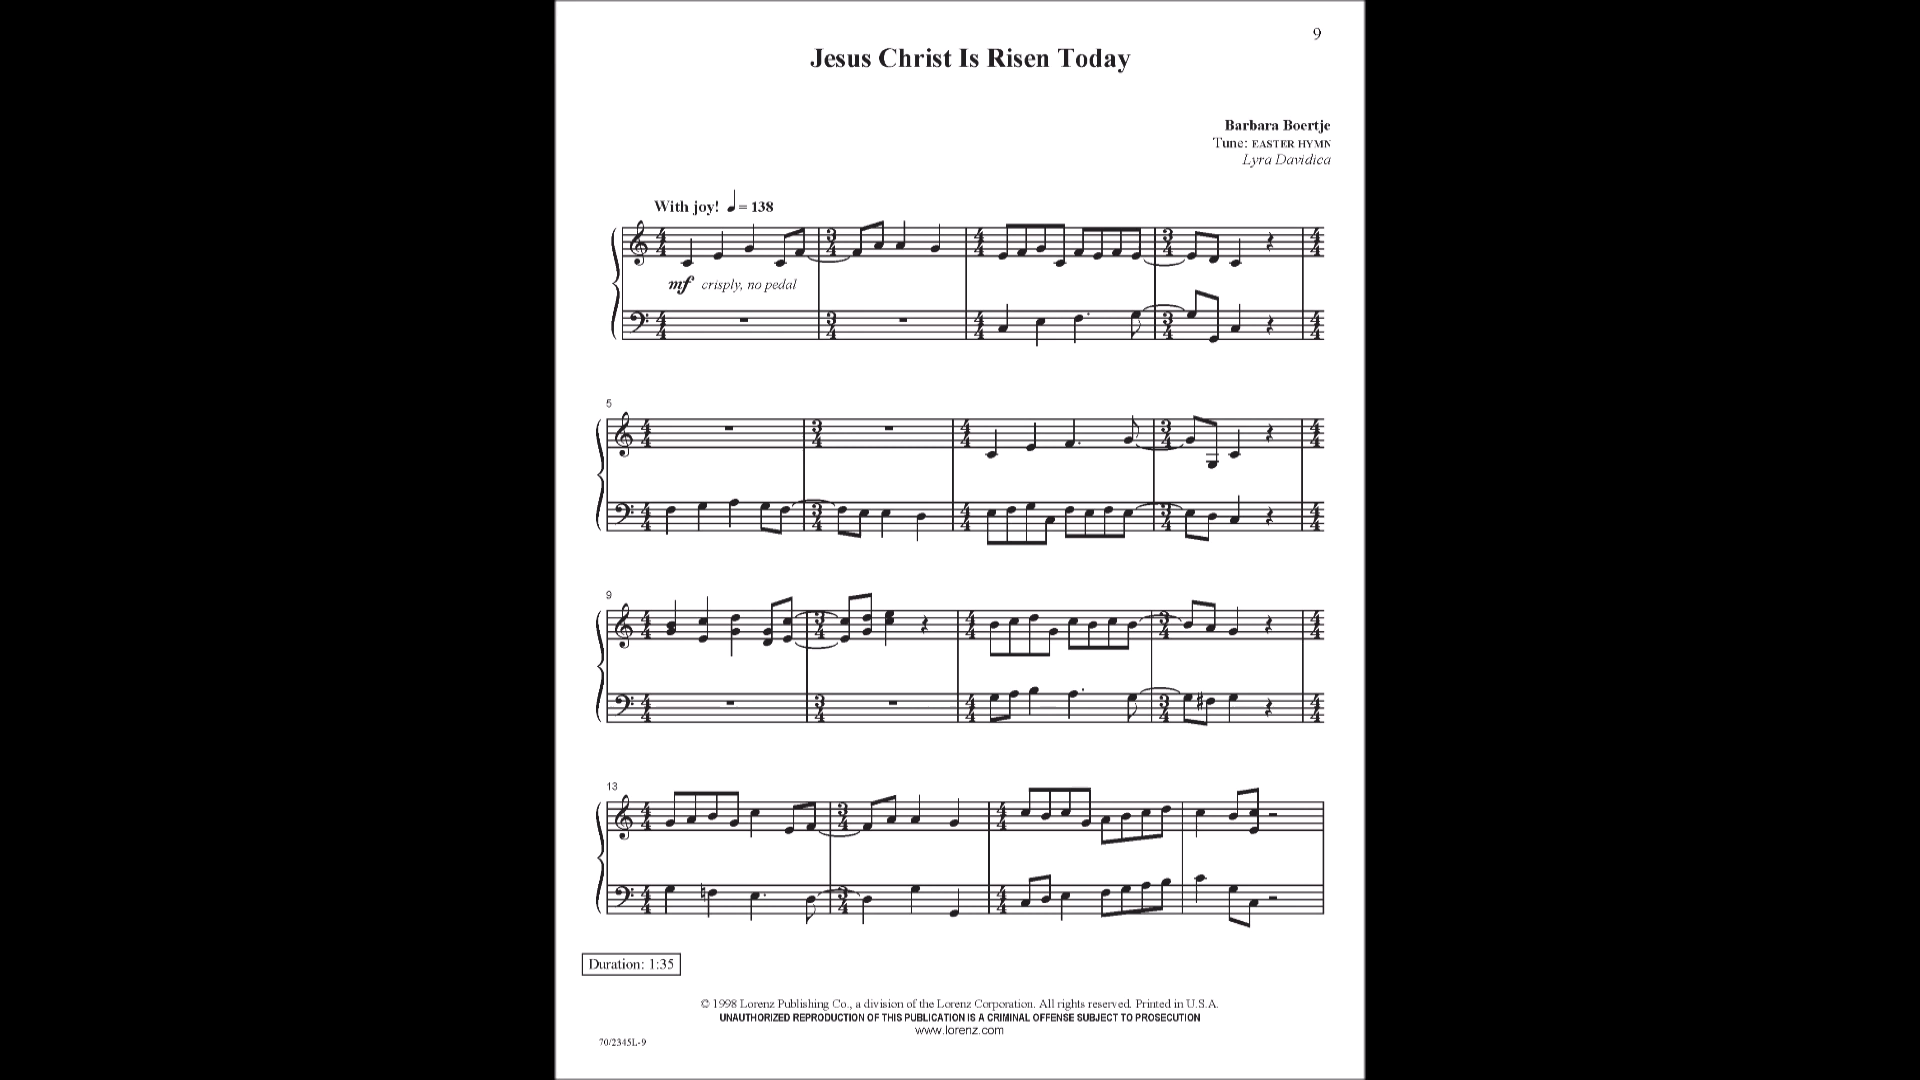 9
Jesus Christ Is Risen Today
Barbara Boertje
Tune: EASTER HYMN
Lyra Davidica
With joy! ♩= 138
mf crisply, no pedal
5
9
13
Duration: 1:35
© 1998 Lorenz Publishing Co., a division of the Lorenz Corporation. All rights reserved. Printed in U.S.A.
UNAUTHORIZED REPRODUCTION OF THIS PUBLICATION IS A CRIMINAL OFFENSE SUBJECT TO PROSECUTION
www.lorenz.com
70/2345L-9